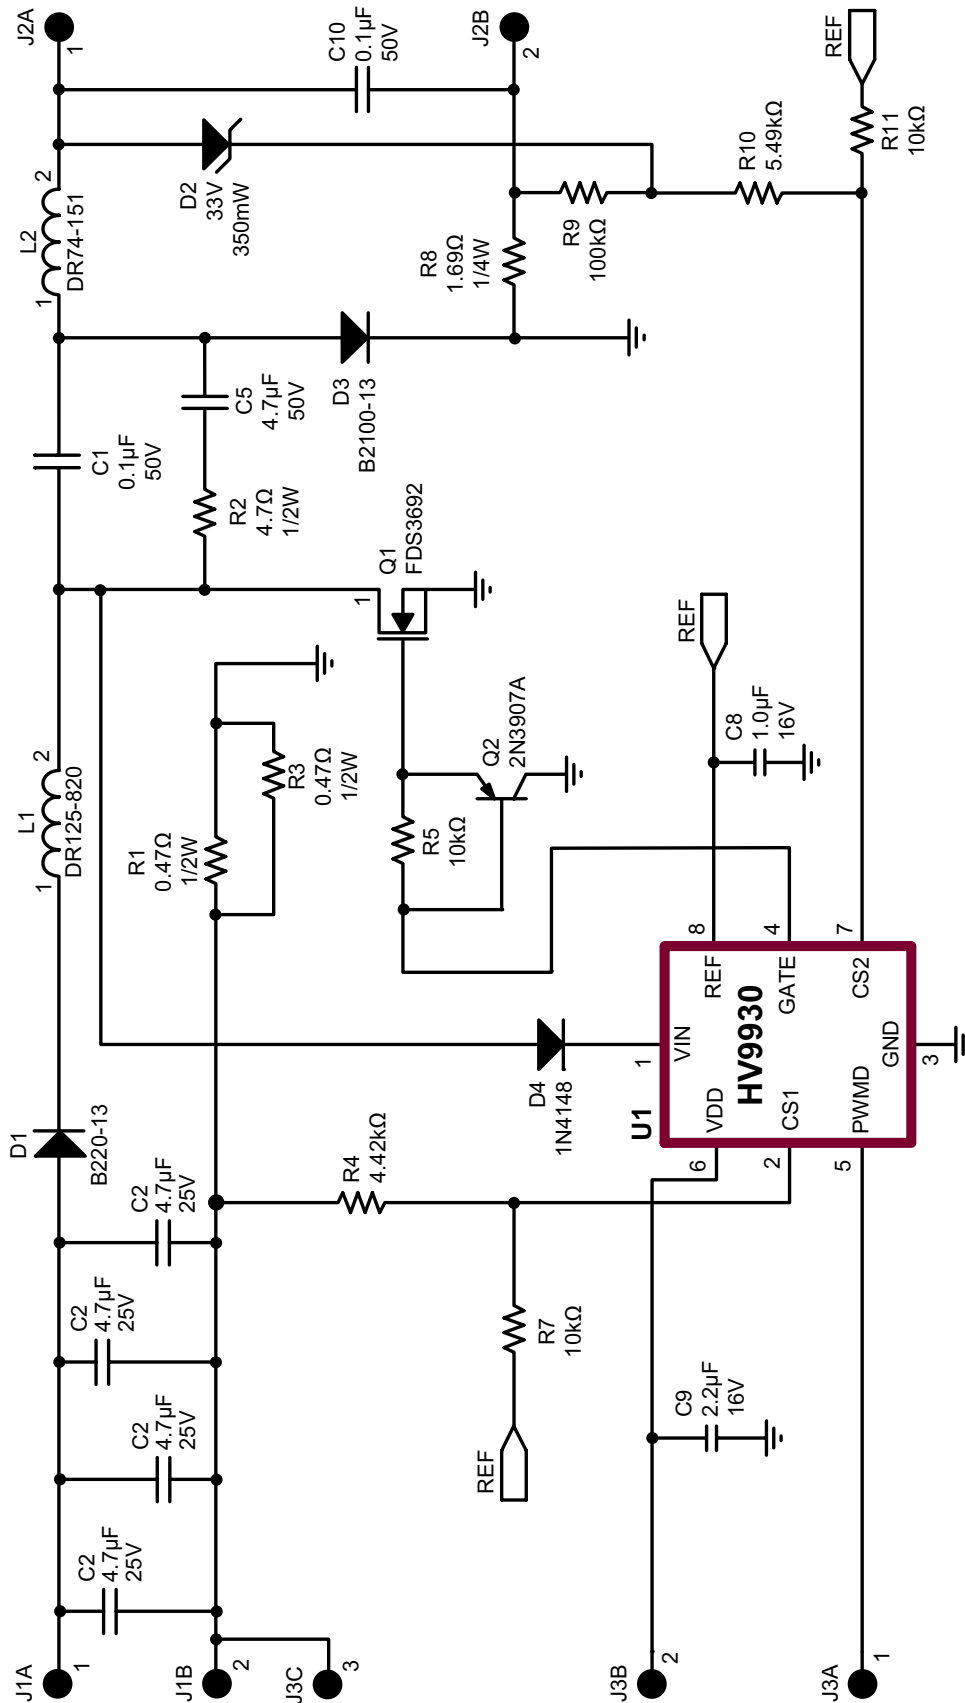 J1A
1
J1B
2
J3C
3
C2
4.7µF
25V
C2
4.7µF
25V
C2
4.7µF
25V
C2
4.7µF
25V
D1
B220-13
1
L1
2
DR125-820
C1
0.1µF
50V
1
L2
2
DR74-151
J2A
1
R1
0.47Ω
1/2W
R3
0.47Ω
1/2W
R2
4.7Ω
1/2W
C5
4.7µF
50V
D3
B2100-13
D2
33V
350mW
C10
0.1µF
50V
J2B
2
R8
1.69Ω
1/4W
R9
100kΩ
R10
5.49kΩ
REF
R11
10kΩ
1
Q1
FDS3692
R5
10kΩ
Q2
2N3907A
R4
4.42kΩ
REF
R7
10kΩ
D4
1N4148
REF
C8
1.0µF
16V
J3B
2
C9
2.2µF
16V
J3A
1
U1
HV9930
1
VIN
6
VDD
2
CS1
5
PWMD
GND
3
REF
8
GATE
4
CS2
7